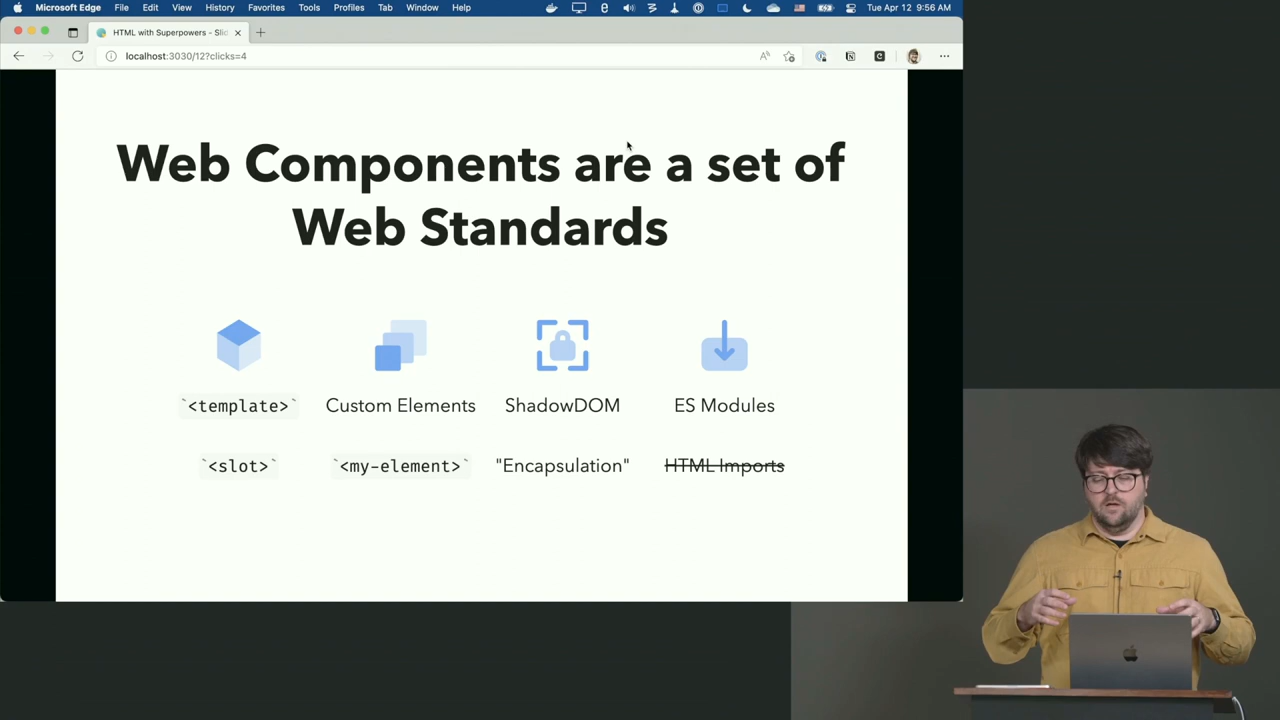 Microsoft Edge File Edit View History Favorites Tools Profiles Tab Window Help Tue Apr 12 9:56 AM
HTML with Superpowers - Slid
localhost:3030/12?clicks=4
Web Components are a set of
Web Standards
`<template>` Custom Elements ShadowDOM ES Modules
`<slot>` `<my-element>` "Encapsulation" HTML Imports